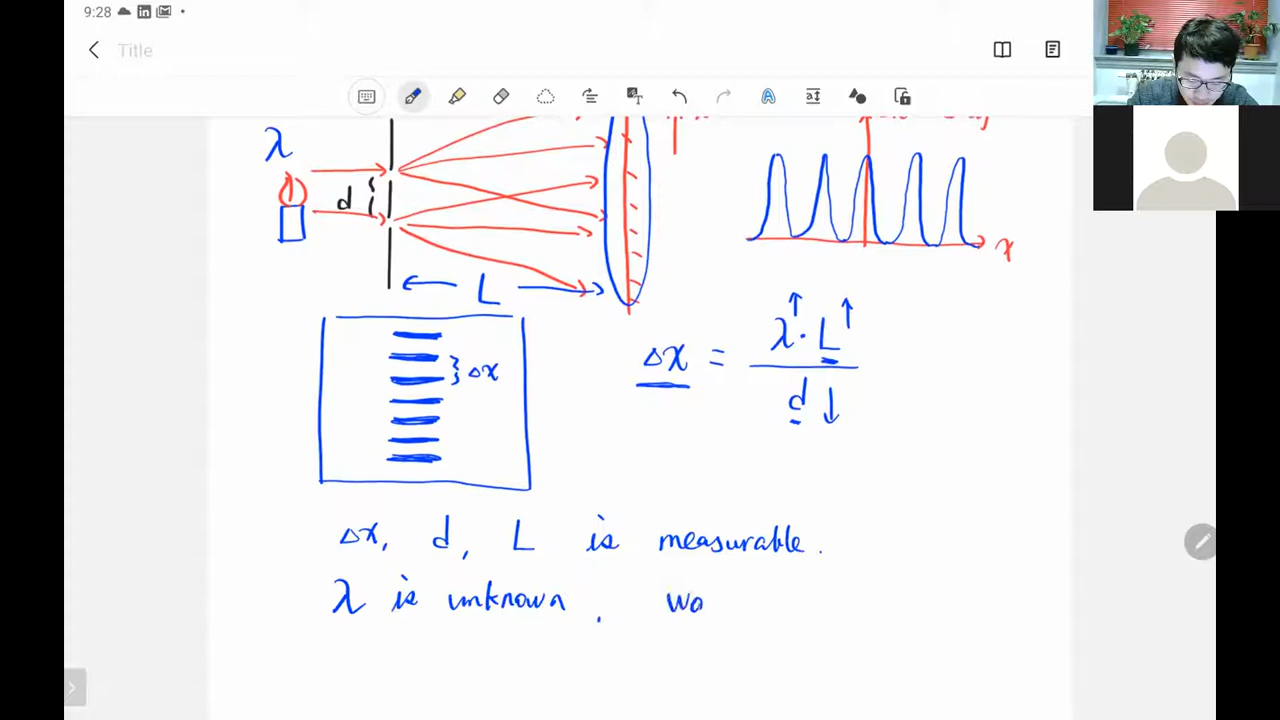 9:28
Title
λ
d
x
L
Δx
Δx = λ · L / d
Δx, d, L is measurable.
λ is unknown. wo